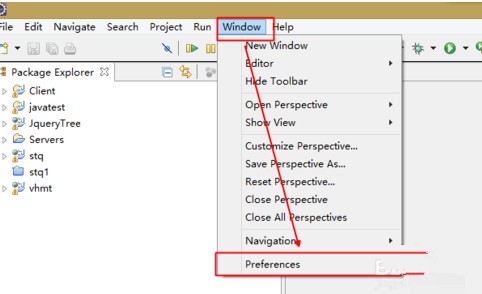 File Edit Navigate Search Project Run Window Help
Package Explorer
Client
javatest
JqueryTree
Servers
stq
stq1
vhmt
New Window
Editor
Hide Toolbar
Open Perspective
Show View
Customize Perspective...
Save Perspective As...
Reset Perspective...
Close Perspective
Close All Perspectives
Navigation
Preferences